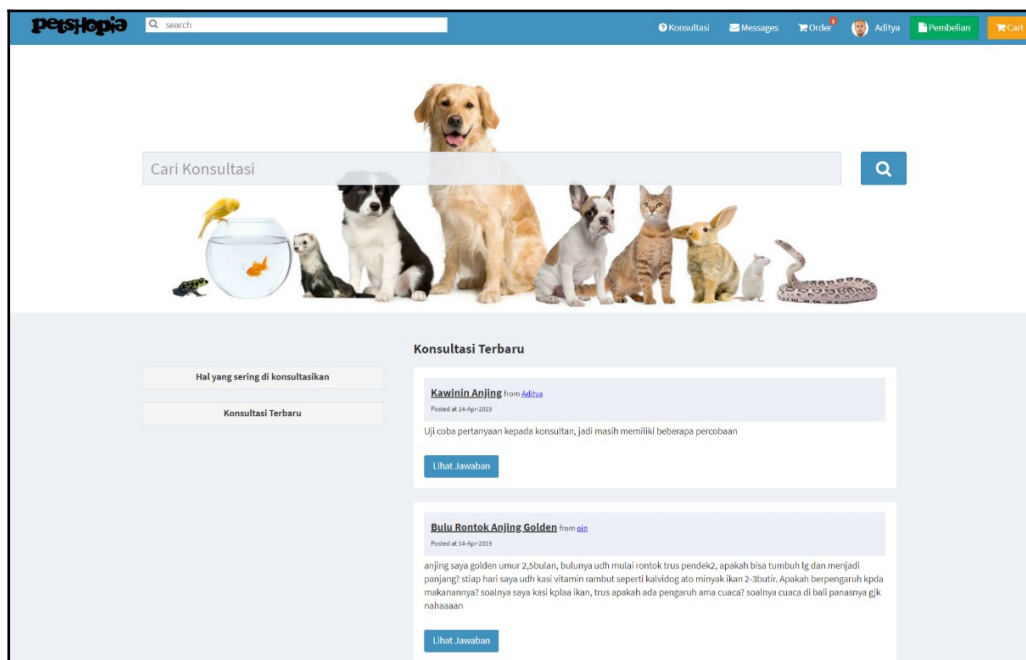 petshopia
search
Konsultasi
Messages
Order
Aditya
Pembelian
Cart
Cari Konsultasi
Konsultasi Terbaru
Hal yang sering di konsultasikan
Konsultasi Terbaru
Kawinin Anjing from Aditya
Posted at 14-Apr-2019
Uji coba pertanyaan kepada konsultan, jadi masih memiliki beberapa percobaan
Lihat Jawaban
Bulu Rontok Anjing Golden from oin
Posted at 14-Apr-2019
anjing saya golden umur 2,5bulan, bulunya udh mulai rontok trus pendek2, apakah bisa tumbuh lg dan menjadi
panjang? stiap hari saya udh kasi vitamin rambut seperti kalvidog ato minyak ikan 2-3butir. Apakah berpengaruh kpda
makanannya? soalnya saya kasi kplaa ikan, trus apakah ada pengaruh ama cuaca? soalnya cuaca di bali panasnya gjk
nahaaaan
Lihat Jawaban